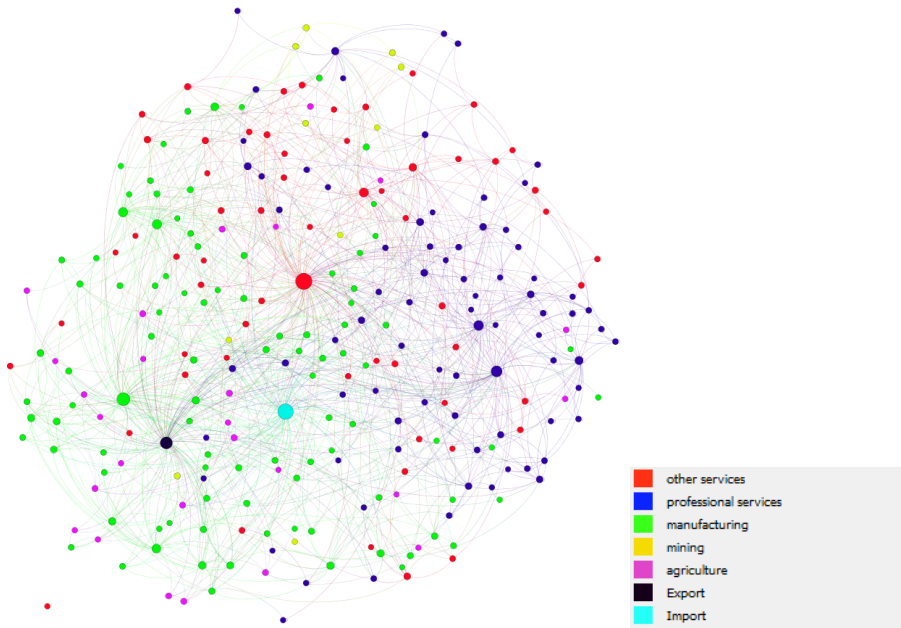 other services
professional services
manufacturing
mining
agriculture
Export
Import